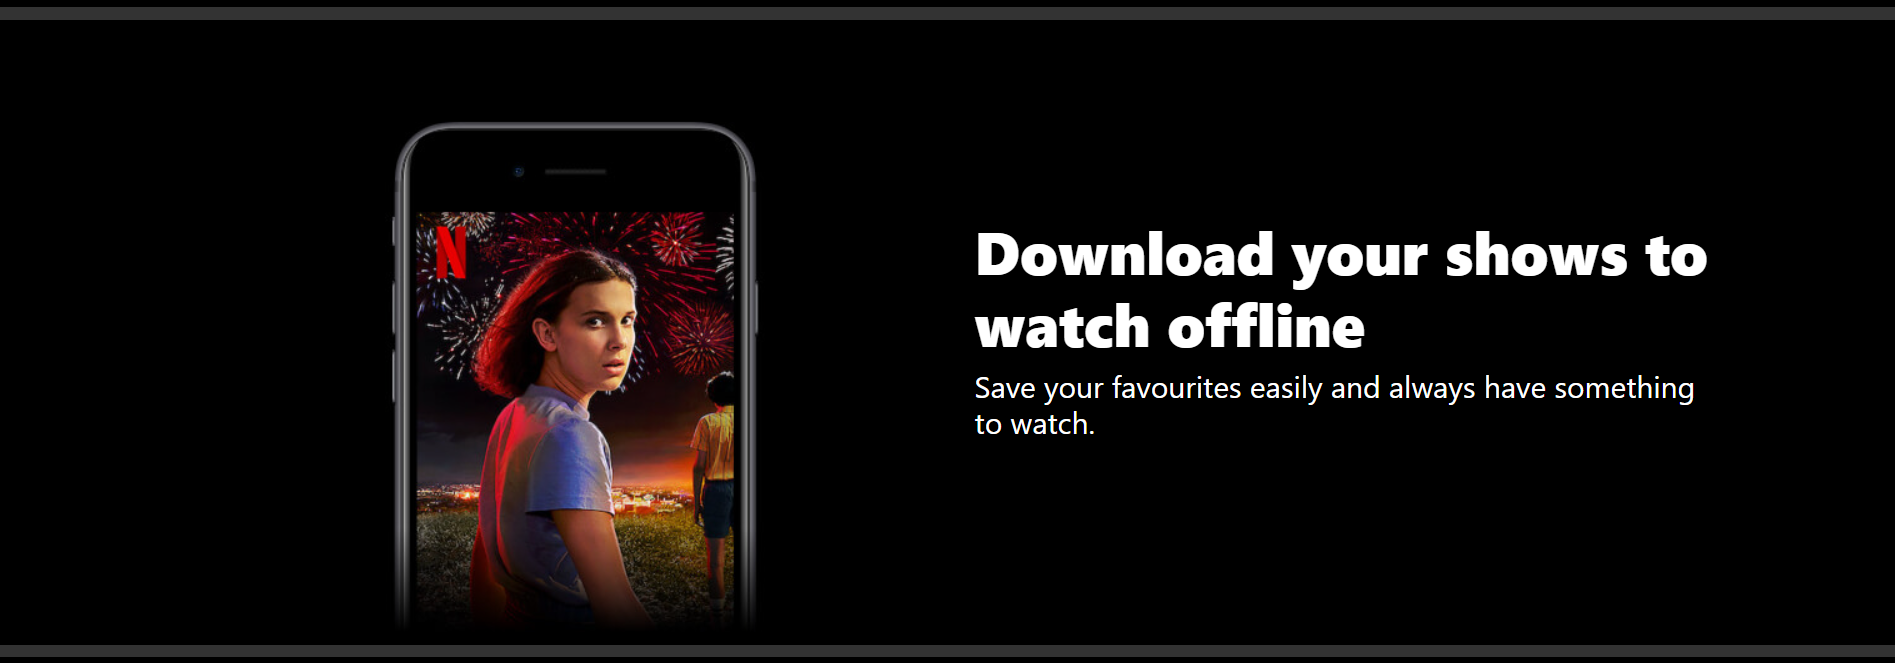 N
Download your shows to
watch offline
Save your favourites easily and always have something
to watch.